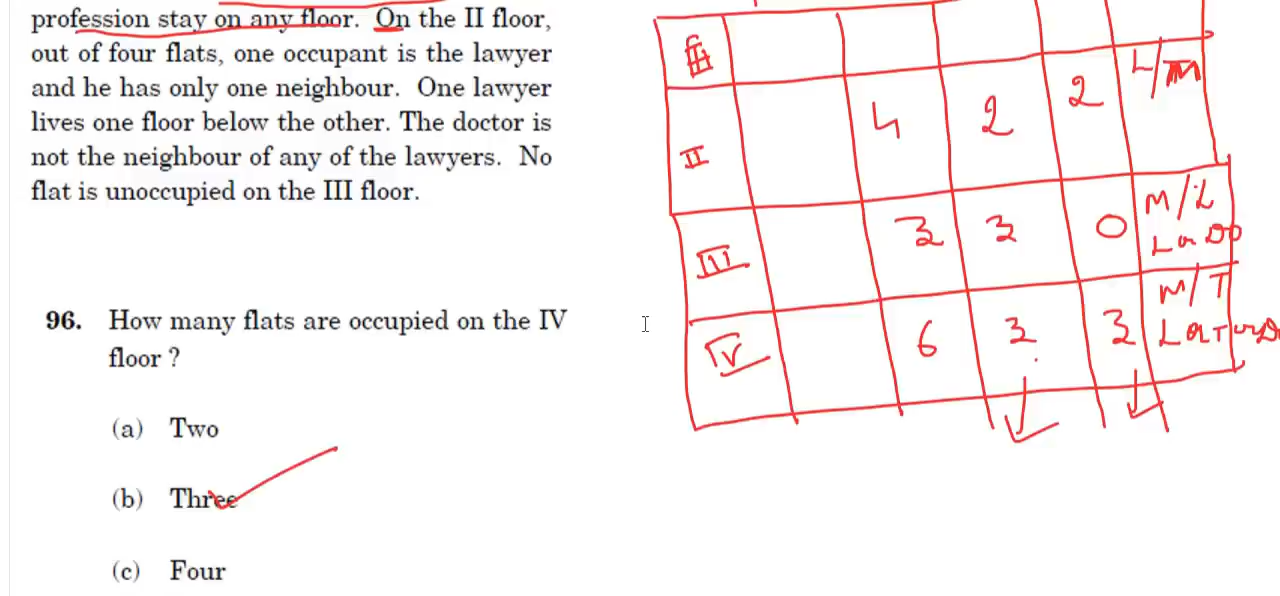 profession stay on any floor. On the II floor,
out of four flats, one occupant is the lawyer
and he has only one neighbour. One lawyer
lives one floor below the other. The doctor is
not the neighbour of any of the lawyers. No
flat is unoccupied on the III floor.
96. How many flats are occupied on the IV
floor ?
(a) Two
(b) Three
(c) Four
II 4 2 2 L/M
III 3 3 0 M/L
L or D
IV 6 3 3 M/T
L or T or D